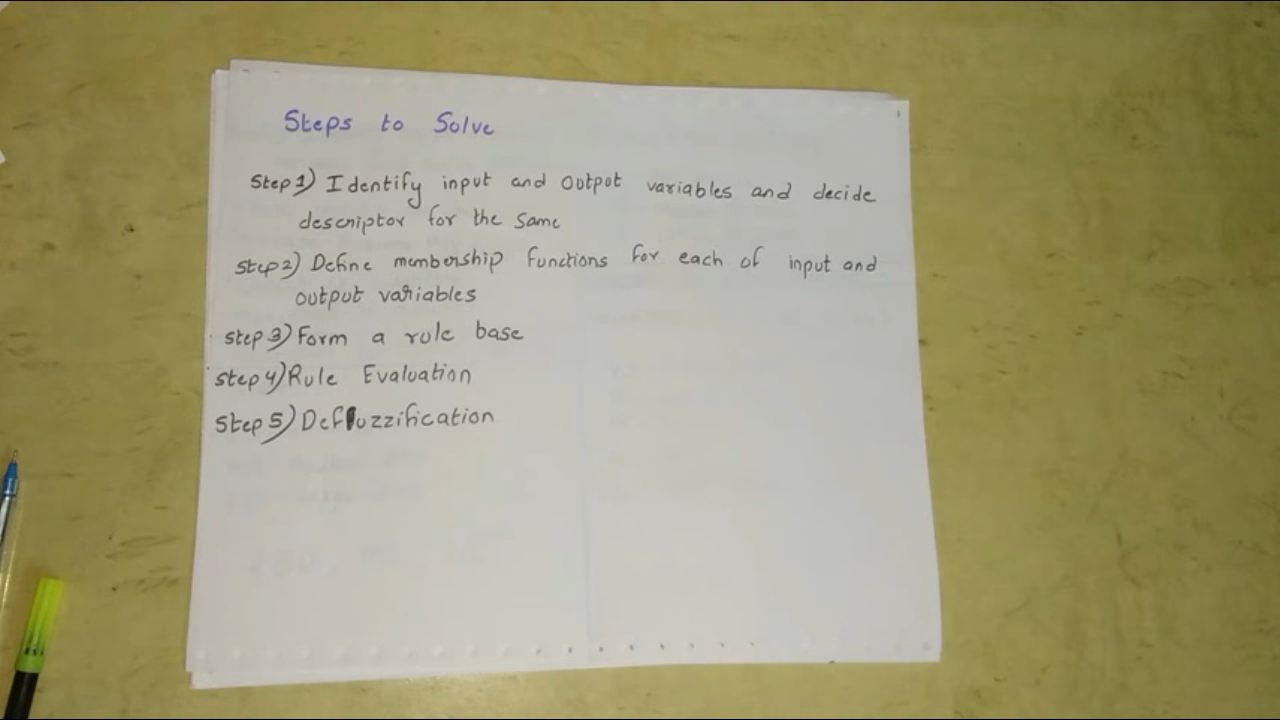 Steps to Solve
Step 1) Identify input and output variables and decide
descriptor for the same
step 2) Define membership functions for each of input and
output variables
step 3) Form a rule base
step 4) Rule Evaluation
Step 5) Defuzzification